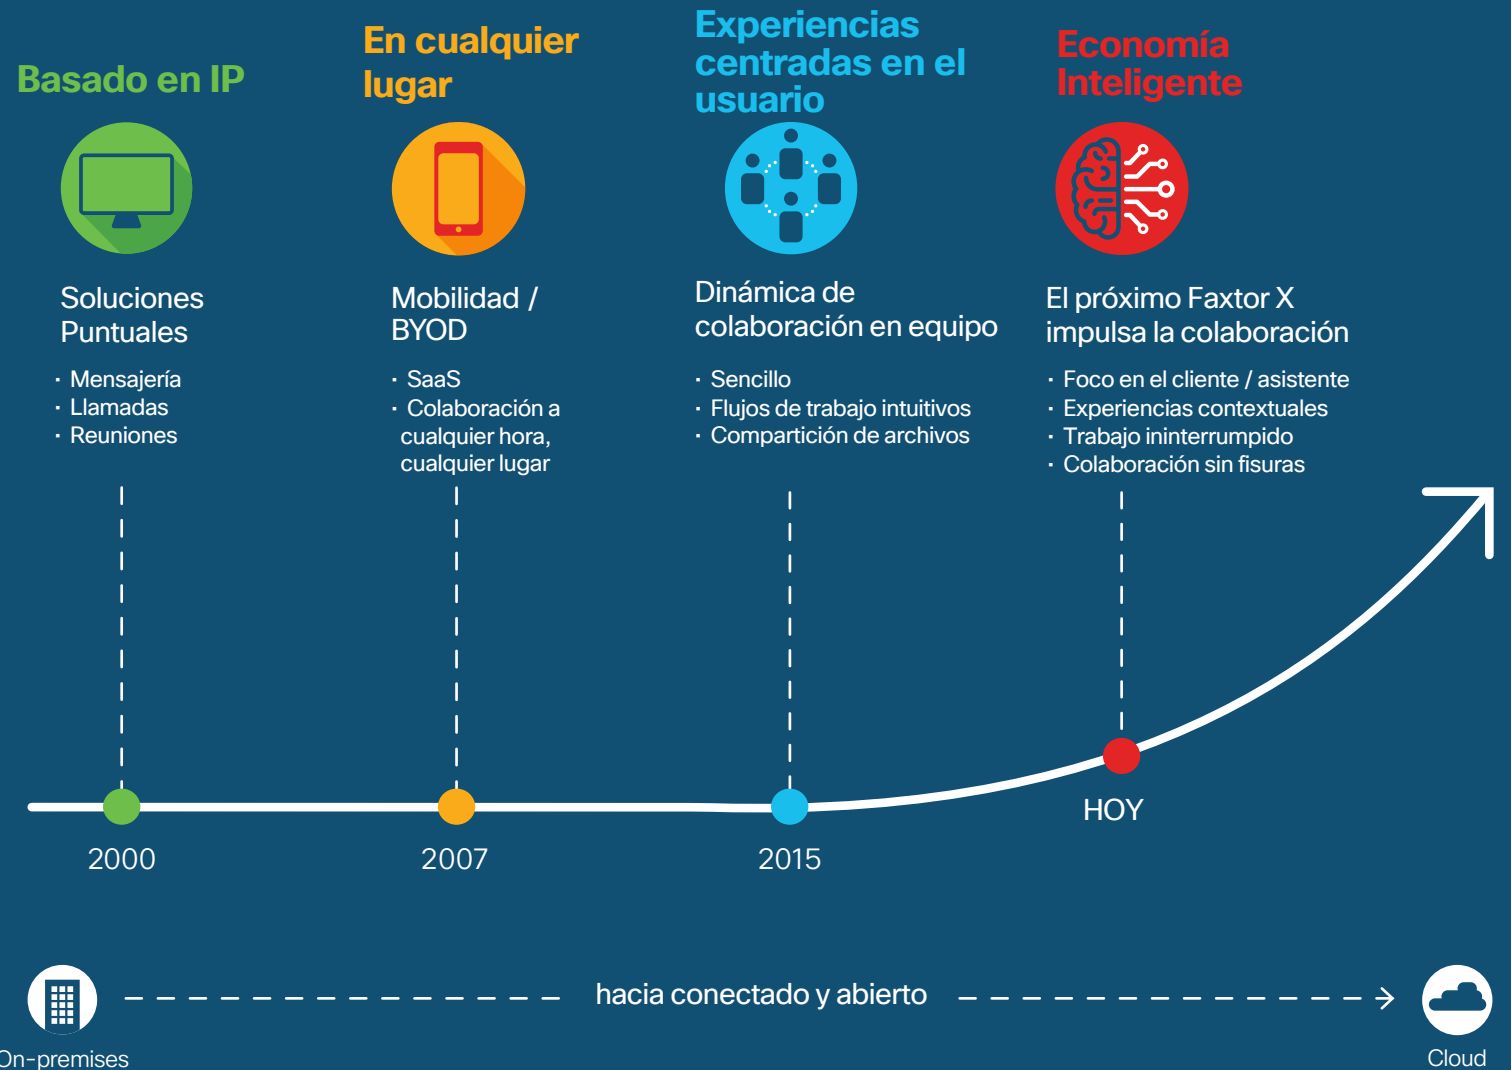 Basado en IP
Soluciones
Puntuales
· Mensajería
· Llamadas
· Reuniones
2000
En cualquier
lugar
Mobilidad /
BYOD
· SaaS
· Colaboración a
cualquier hora,
cualquier lugar
2007
Experiencias
centradas en el
usuario
Dinámica de
colaboración en equipo
· Sencillo
· Flujos de trabajo intuitivos
· Compartición de archivos
2015
Economía
Inteligente
El próximo Faxtor X
impulsa la colaboración
· Foco en el cliente / asistente
· Experiencias contextuales
· Trabajo ininterrumpido
· Colaboración sin fisuras
HOY
hacia conectado y abierto
On-premises
Cloud